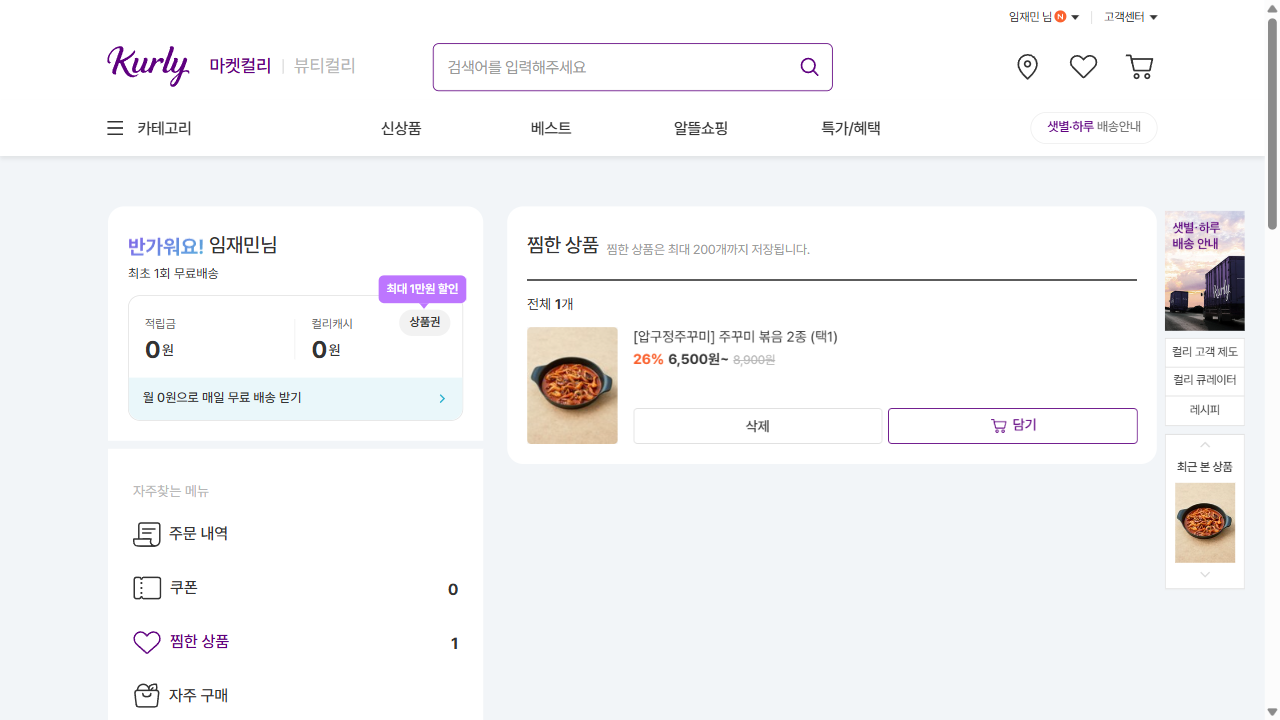 임재민 님 N
고객센터
Kurly
마켓컬리
뷰티컬리
검색어를 입력해주세요
카테고리
신상품
베스트
알뜰쇼핑
특가/혜택
샛별·하루 배송안내
반가워요! 임재민님
최초 1회 무료배송
최대 1만원 할인
적립금
0원
컬리캐시
상품권
0원
월 0원으로 매일 무료 배송 받기
자주찾는 메뉴
주문 내역
쿠폰 0
찜한 상품 1
자주 구매
찜한 상품 찜한 상품은 최대 200개까지 저장됩니다.
전체 1개
[압구정주꾸미] 주꾸미 볶음 2종 (택1)
26% 6,500원~ 8,900원
삭제
담기
샛별·하루
배송 안내
Kurly
컬리 고객 제도
컬리 큐레이터
레시피
최근 본 상품